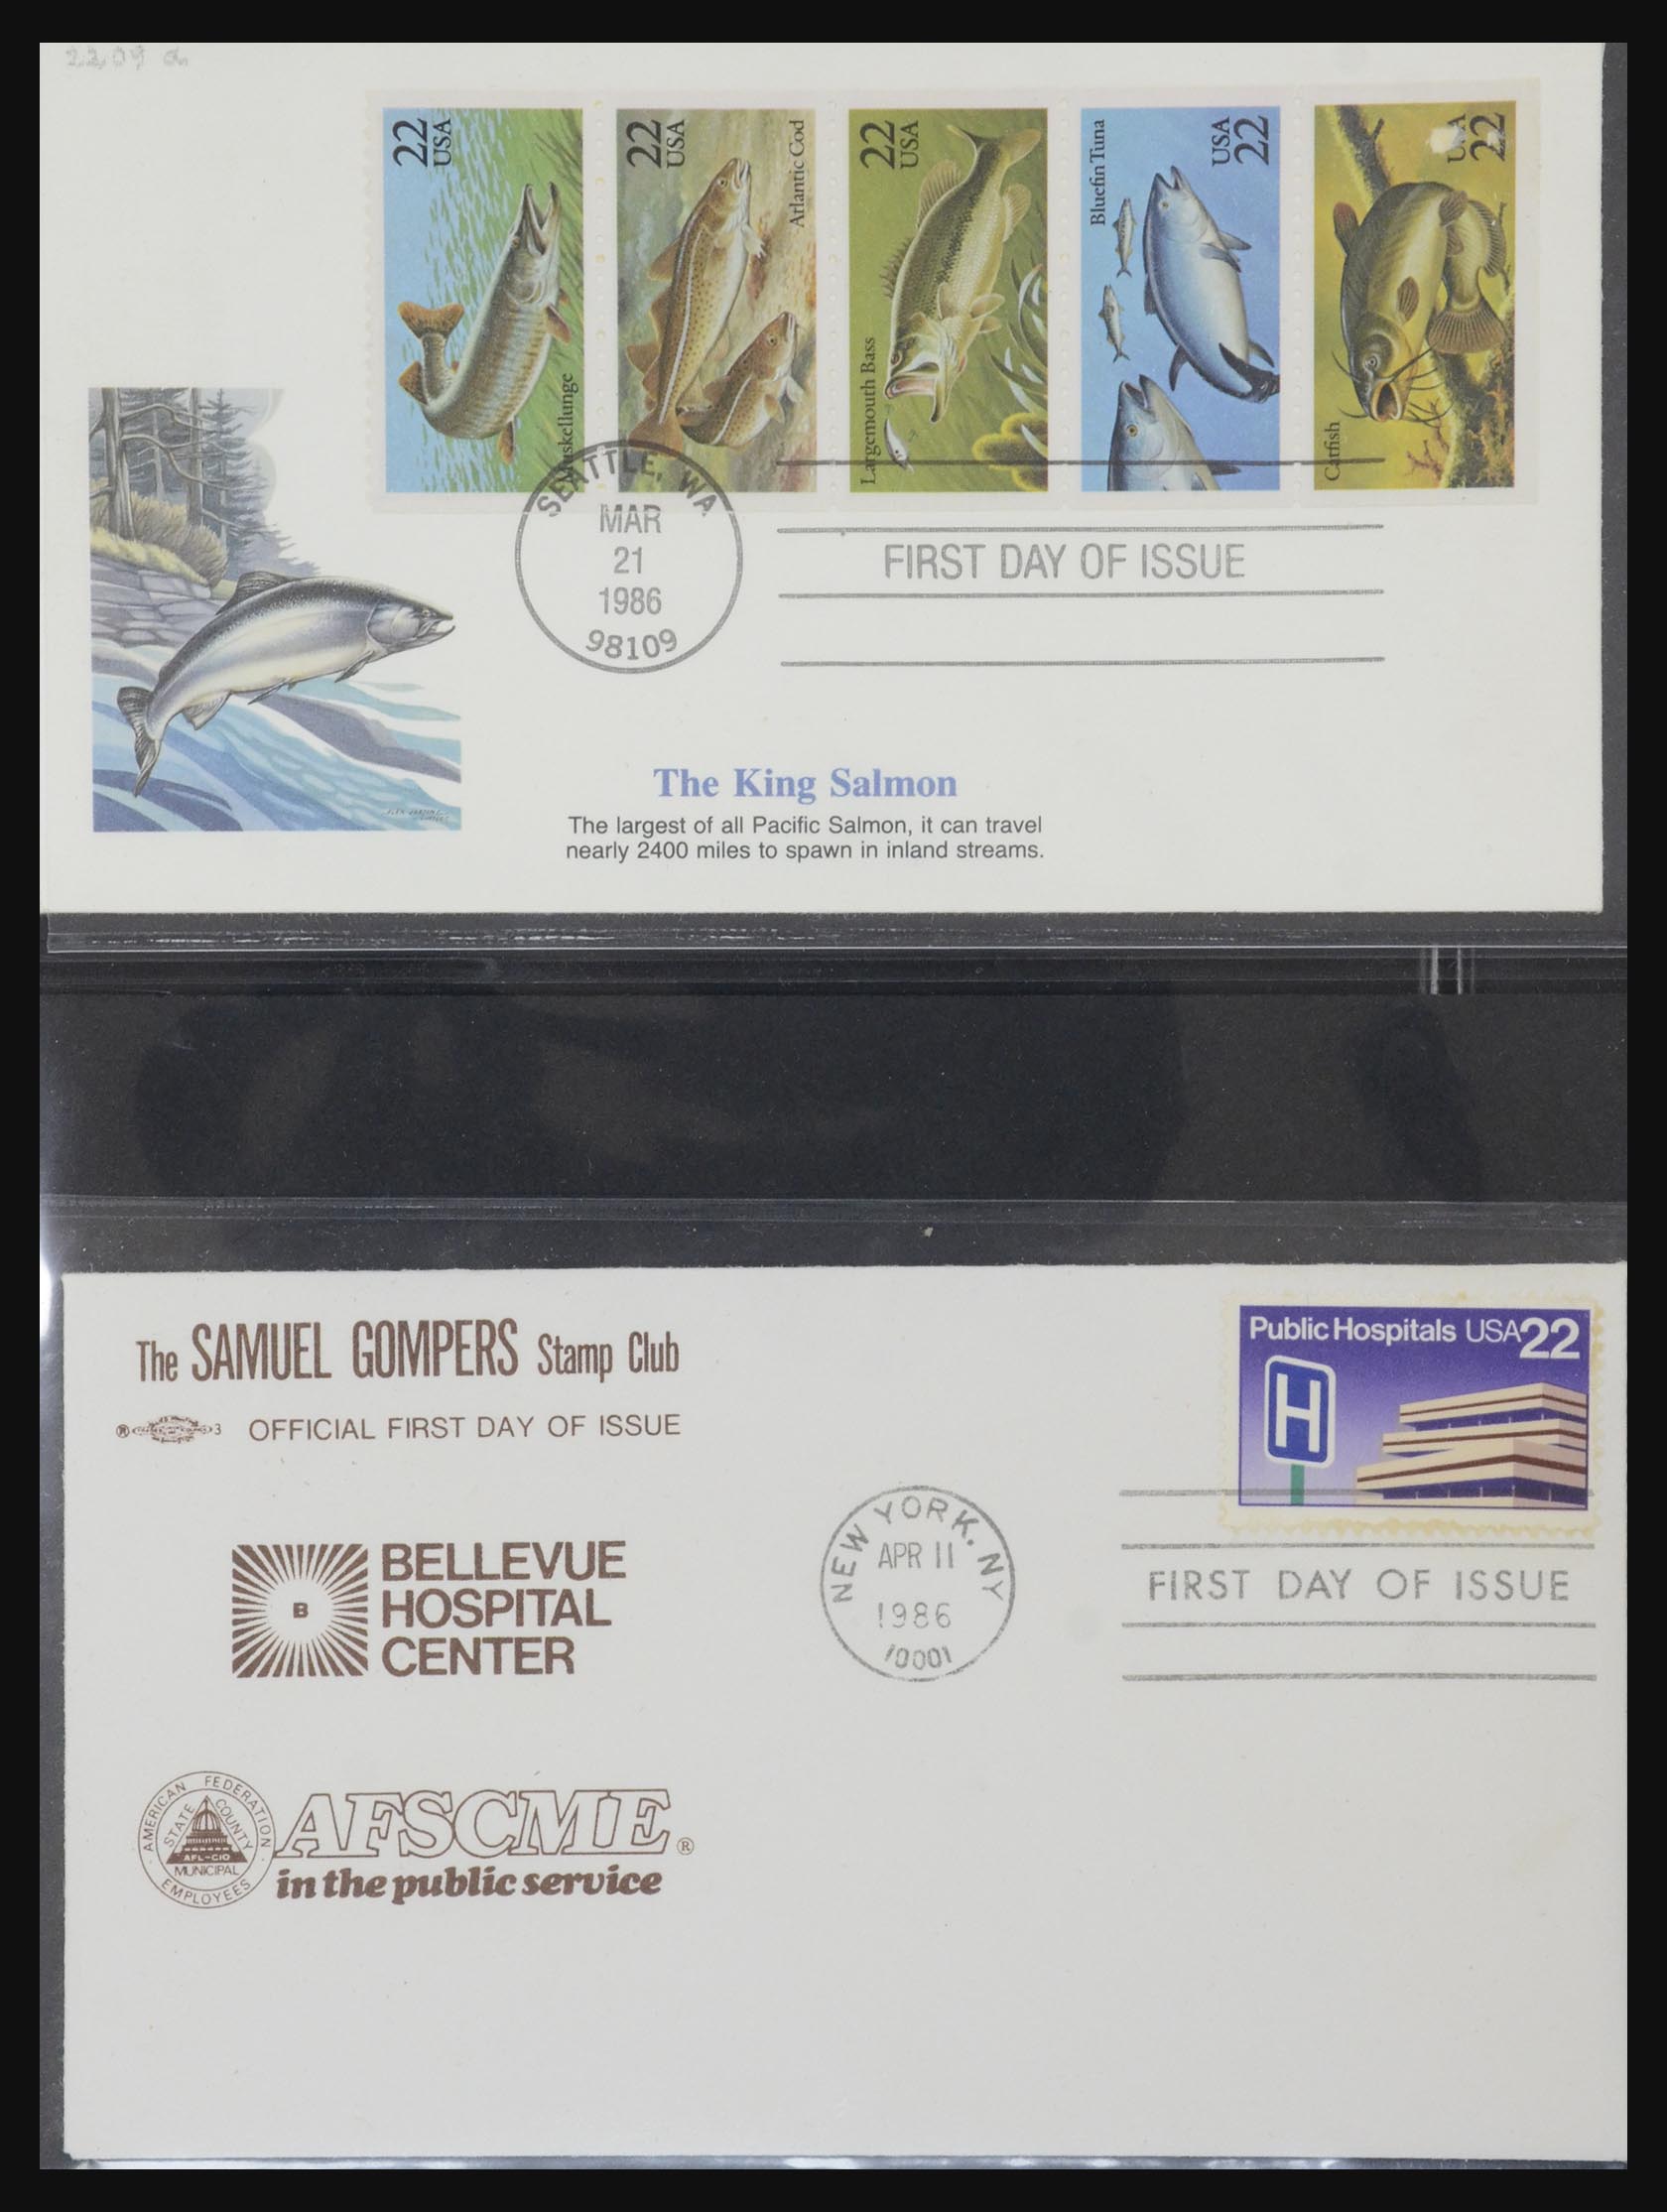 2209 a
22
USA
Muskellunge
22
USA
Atlantic Cod
22
USA
Largemouth Bass
Bluefin Tuna
USA
22
USA
22
Catfish
SEATTLE, WA
MAR
21
1986
98109
FIRST DAY OF ISSUE
The King Salmon
The largest of all Pacific Salmon, it can travel
nearly 2400 miles to spawn in inland streams.
The SAMUEL GOMPERS Stamp Club
® 3 OFFICIAL FIRST DAY OF ISSUE
Public Hospitals USA 22
H
B
BELLEVUE
HOSPITAL
CENTER
NEW YORK. NY
APR 11
1986
10001
FIRST DAY OF ISSUE
AMERICAN FEDERATION
STATE COUNTY
AFL-CIO
MUNICIPAL
EMPLOYEES
AFSCME®
in the public service